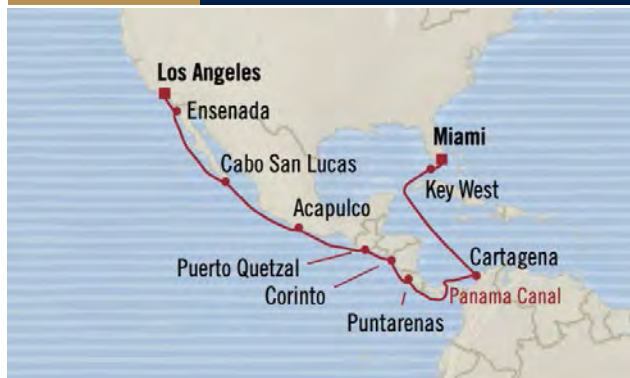 Los Angeles
Ensenada
Miami
Cabo San Lucas
Key West
Acapulco
Puerto Quetzal
Cartagena
Corinto
Panama Canal
Puntarenas